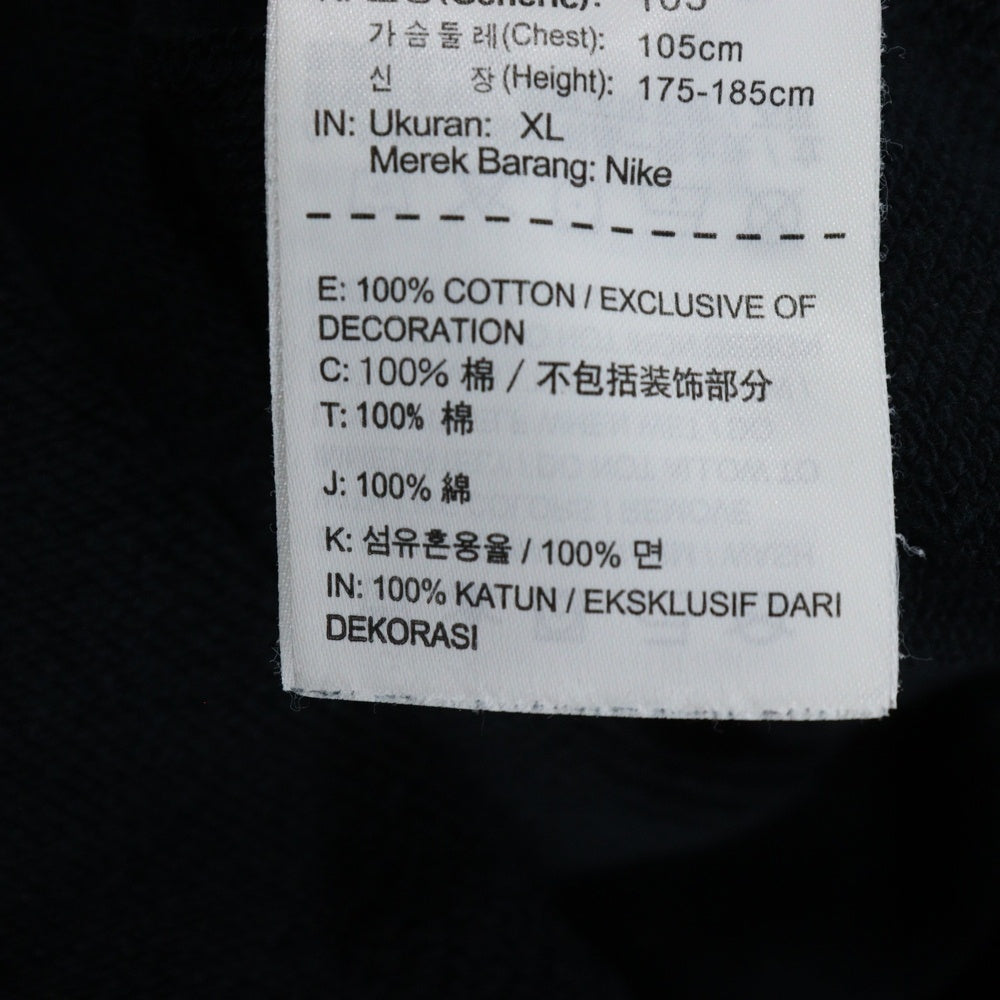 (Generic): 105
가슴둘레(Chest): 105cm
신 장(Height): 175-185cm
IN: Ukuran: XL
Merek Barang: Nike
E: 100% COTTON / EXCLUSIVE OF
DECORATION
C: 100% 棉 / 不包括装饰部分
T: 100% 棉
J: 100% 綿
K: 섬유혼용율 / 100% 면
IN: 100% KATUN / EKSKLUSIF DARI
DEKORASI